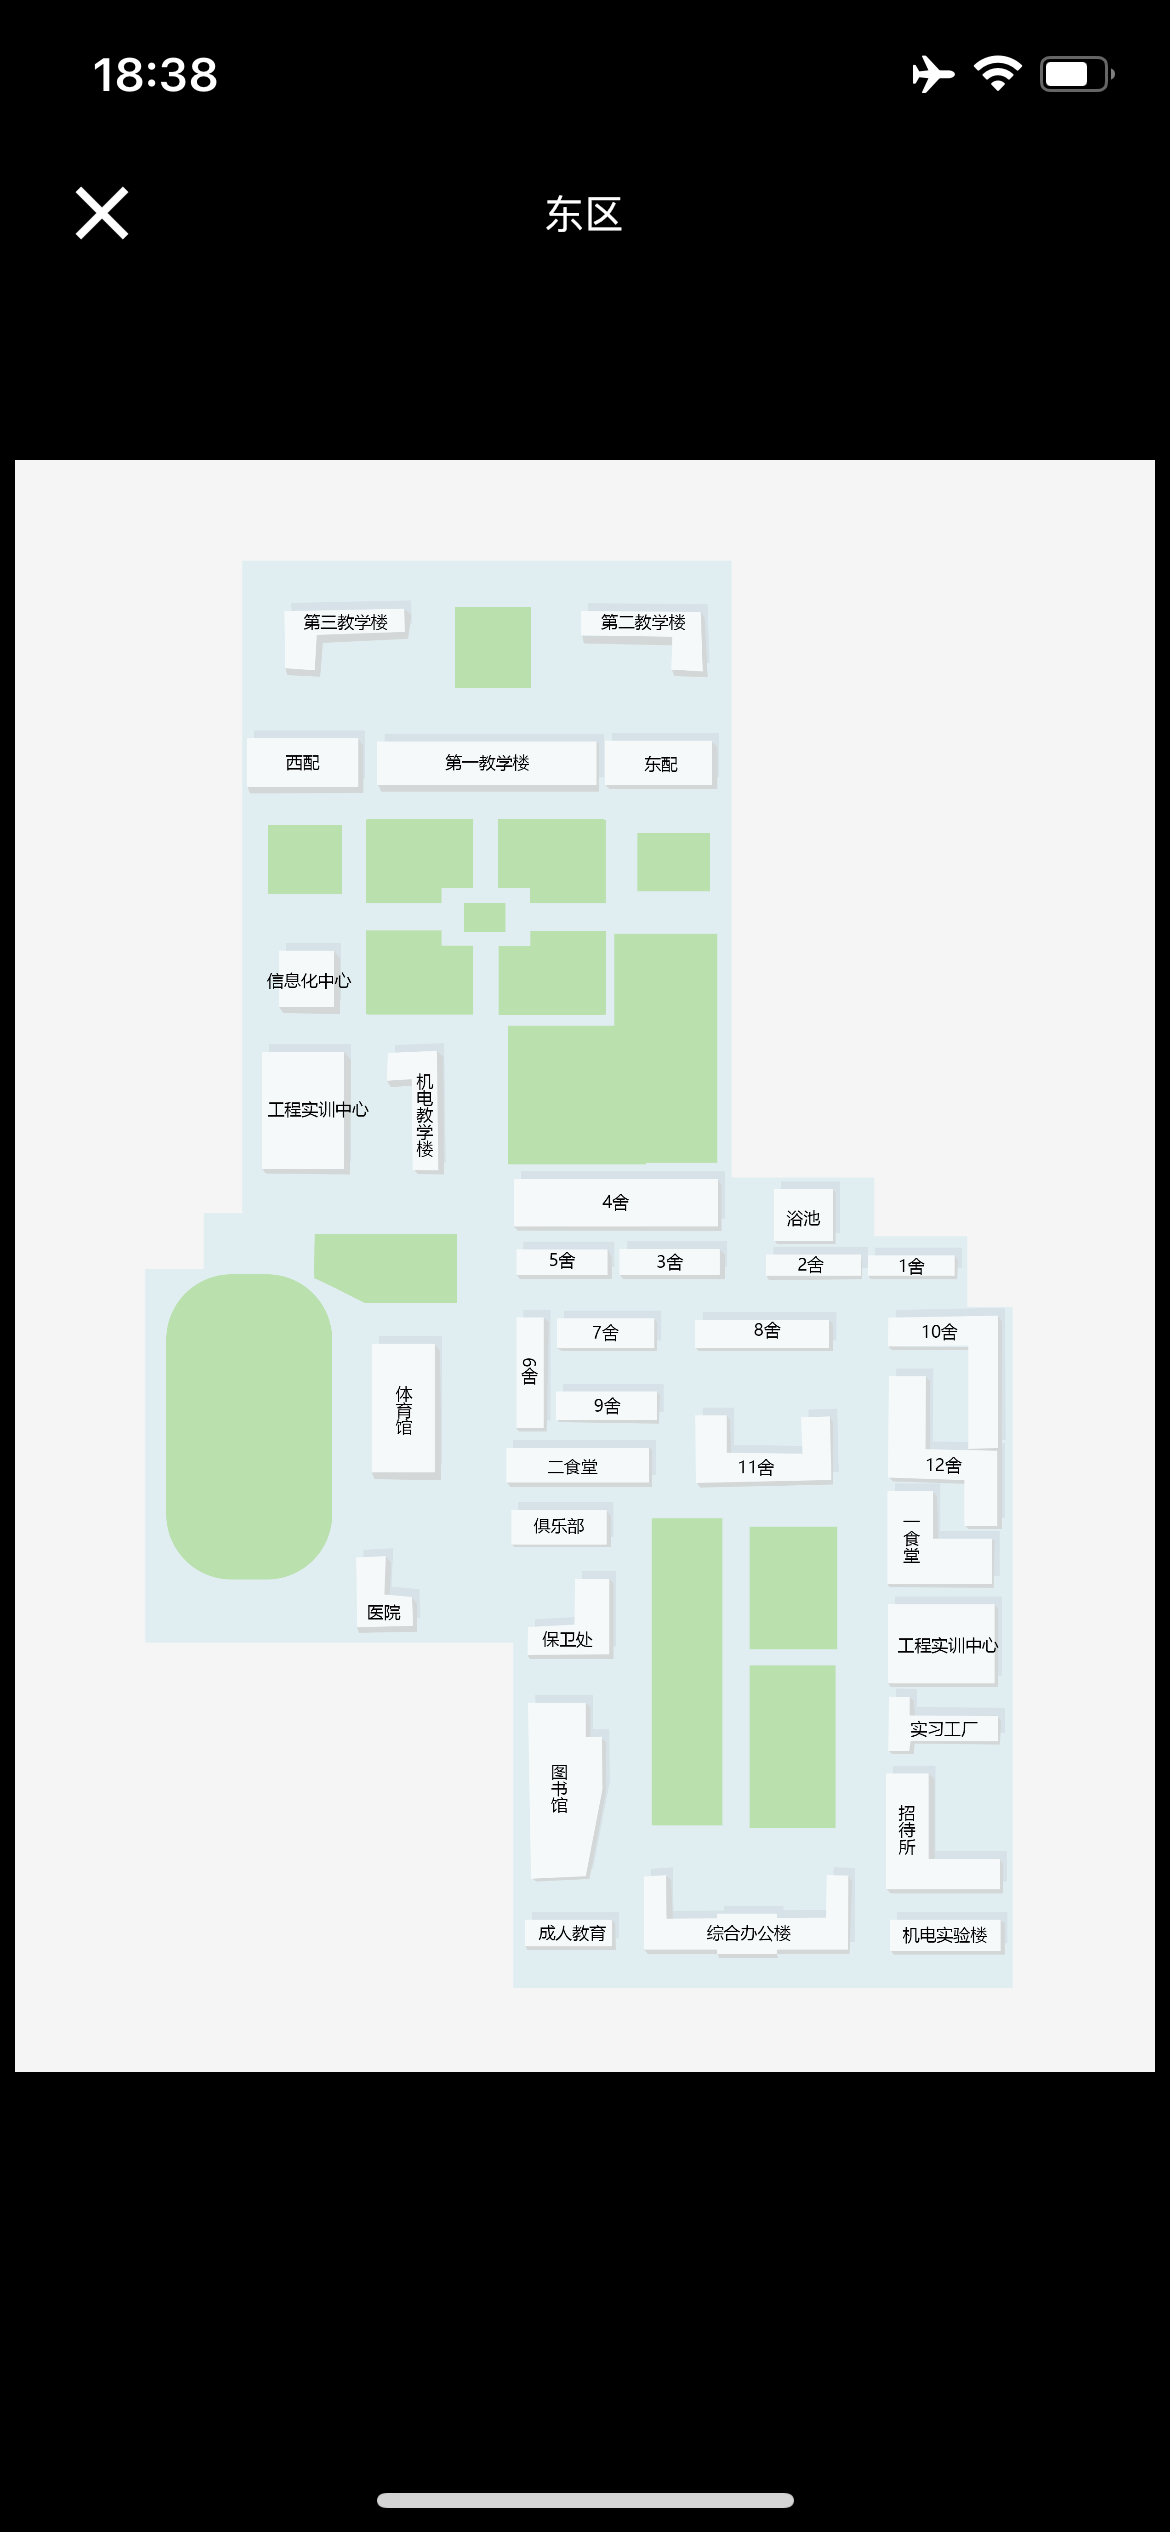 18:38
东区
第三教学楼
第二教学楼
西配
第一教学楼
东配
信息化中心
工程实训中心
机电教学楼
4舍
浴池
5舍
3舍
2舍
1舍
6舍
7舍
8舍
10舍
体育馆
9舍
二食堂
11舍
12舍
俱乐部
一食堂
医院
保卫处
工程实训中心
实习工厂
图书馆
招待所
成人教育
综合办公楼
机电实验楼